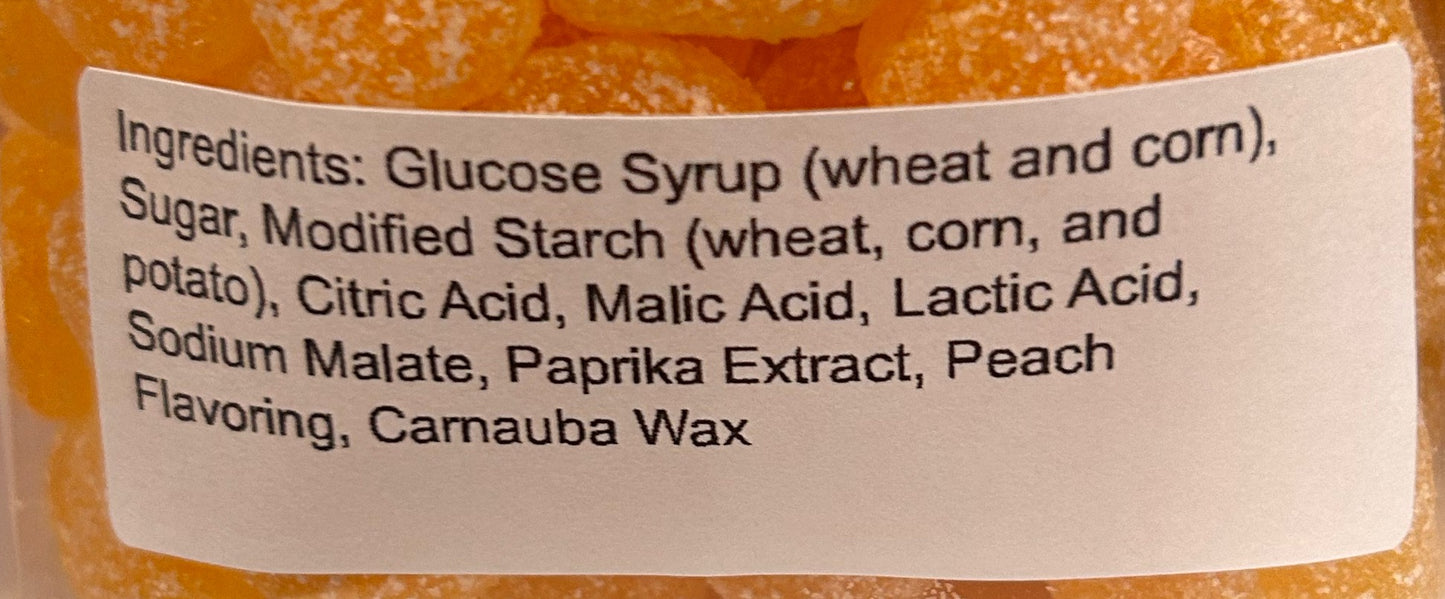 Ingredients: Glucose Syrup (wheat and corn),
Sugar, Modified Starch (wheat, corn, and
potato), Citric Acid, Malic Acid, Lactic Acid,
Sodium Malate, Paprika Extract, Peach
Flavoring, Carnauba Wax